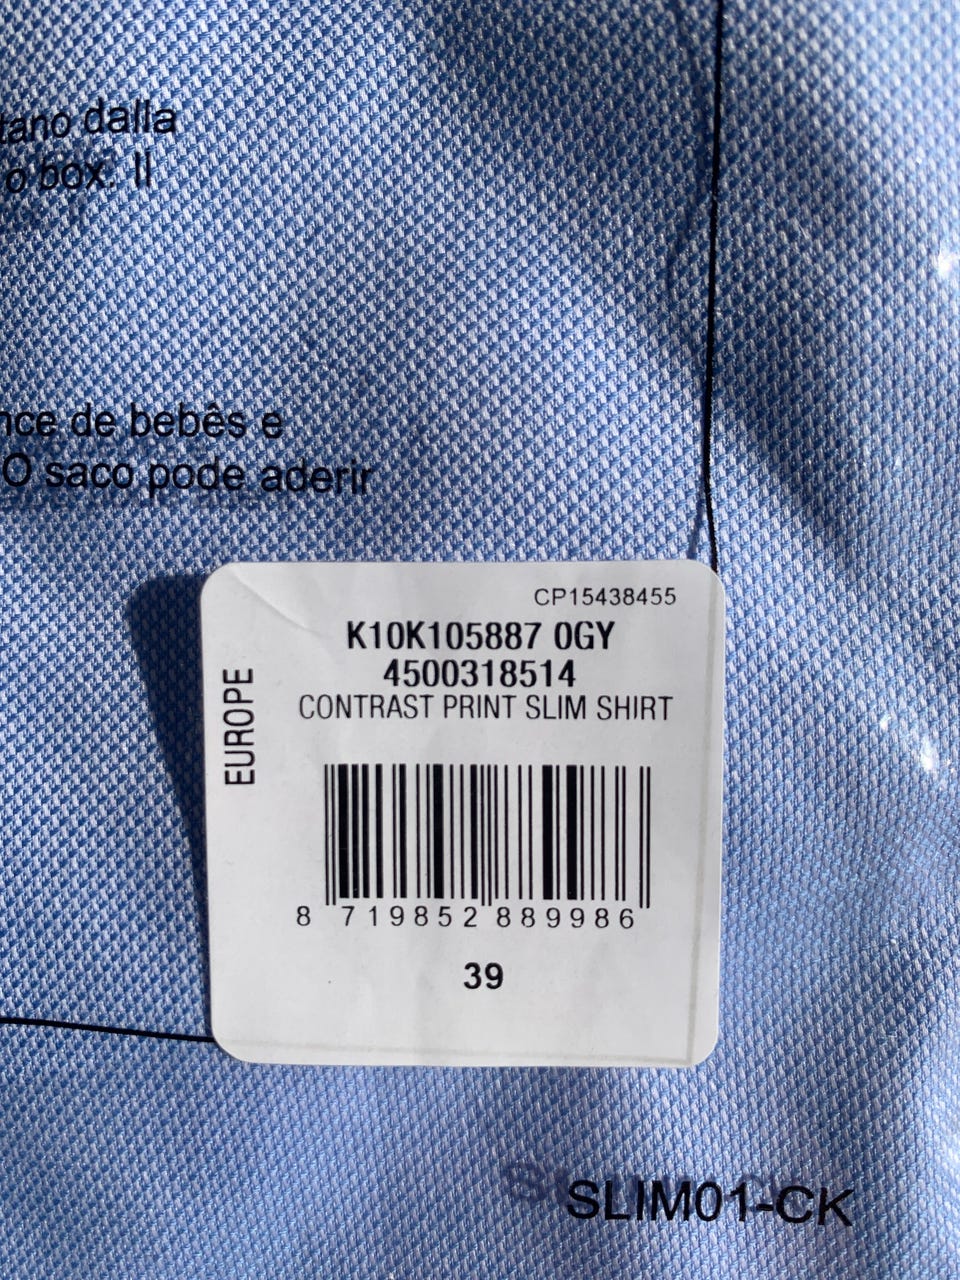 tano dalla
o box. Il
nce de bebês e
O saco pode aderir
CP15438455
K10K105887 0GY
4500318514
CONTRAST PRINT SLIM SHIRT
EUROPE
8 719852 889986
39
SLIM01-CK